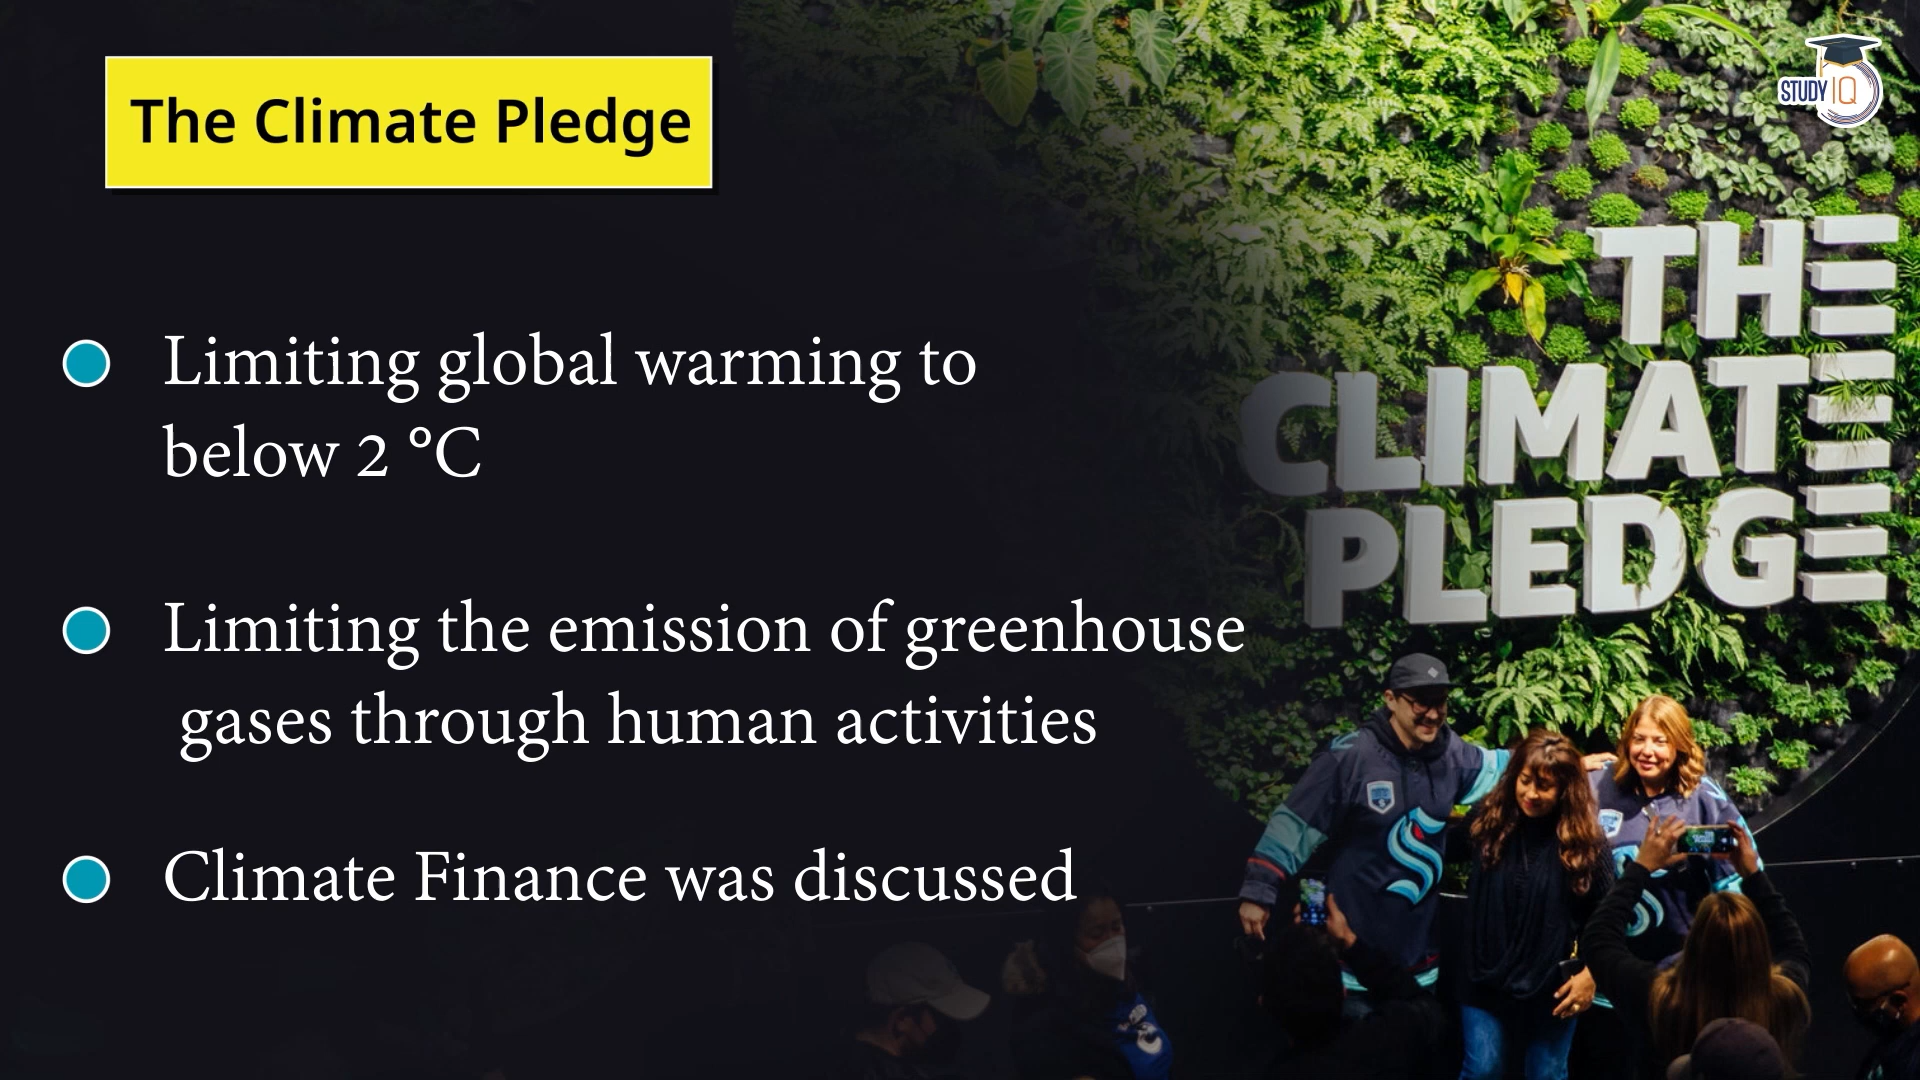 The Climate Pledge
STUDY IQ
Limiting global warming to
below 2 °C
Limiting the emission of greenhouse
gases through human activities
Climate Finance was discussed
THE
CLIMATE
PLEDGE